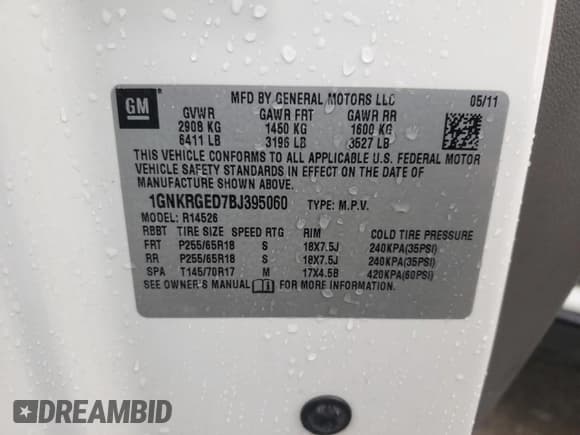 GM
MFD BY GENERAL MOTORS LLC 05/11
GVWR GAWR FRT GAWR RR
2908 KG 1450 KG 1600 KG
6411 LB 3196 LB 3527 LB
THIS VEHICLE CONFORMS TO ALL APPLICABLE U.S. FEDERAL MOTOR
VEHICLE SAFETY STANDARDS IN EFFECT ON THE DATE OF
MANUFACTURE SHOWN ABOVE.
1GNKRGED7BJ395060 TYPE: M.P.V.
MODEL: R14526
RBBT TIRE SIZE SPEED RTG RIM COLD TIRE PRESSURE
FRT P255/65R18 S 18X7.5J 240KPA(35PSI)
RR P255/65R18 S 18X7.5J 240KPA(35PSI)
SPA T145/70R17 M 17X4.5B 420KPA(60PSI)
SEE OWNER'S MANUAL FOR MORE INFORMATION.
DREAMBID